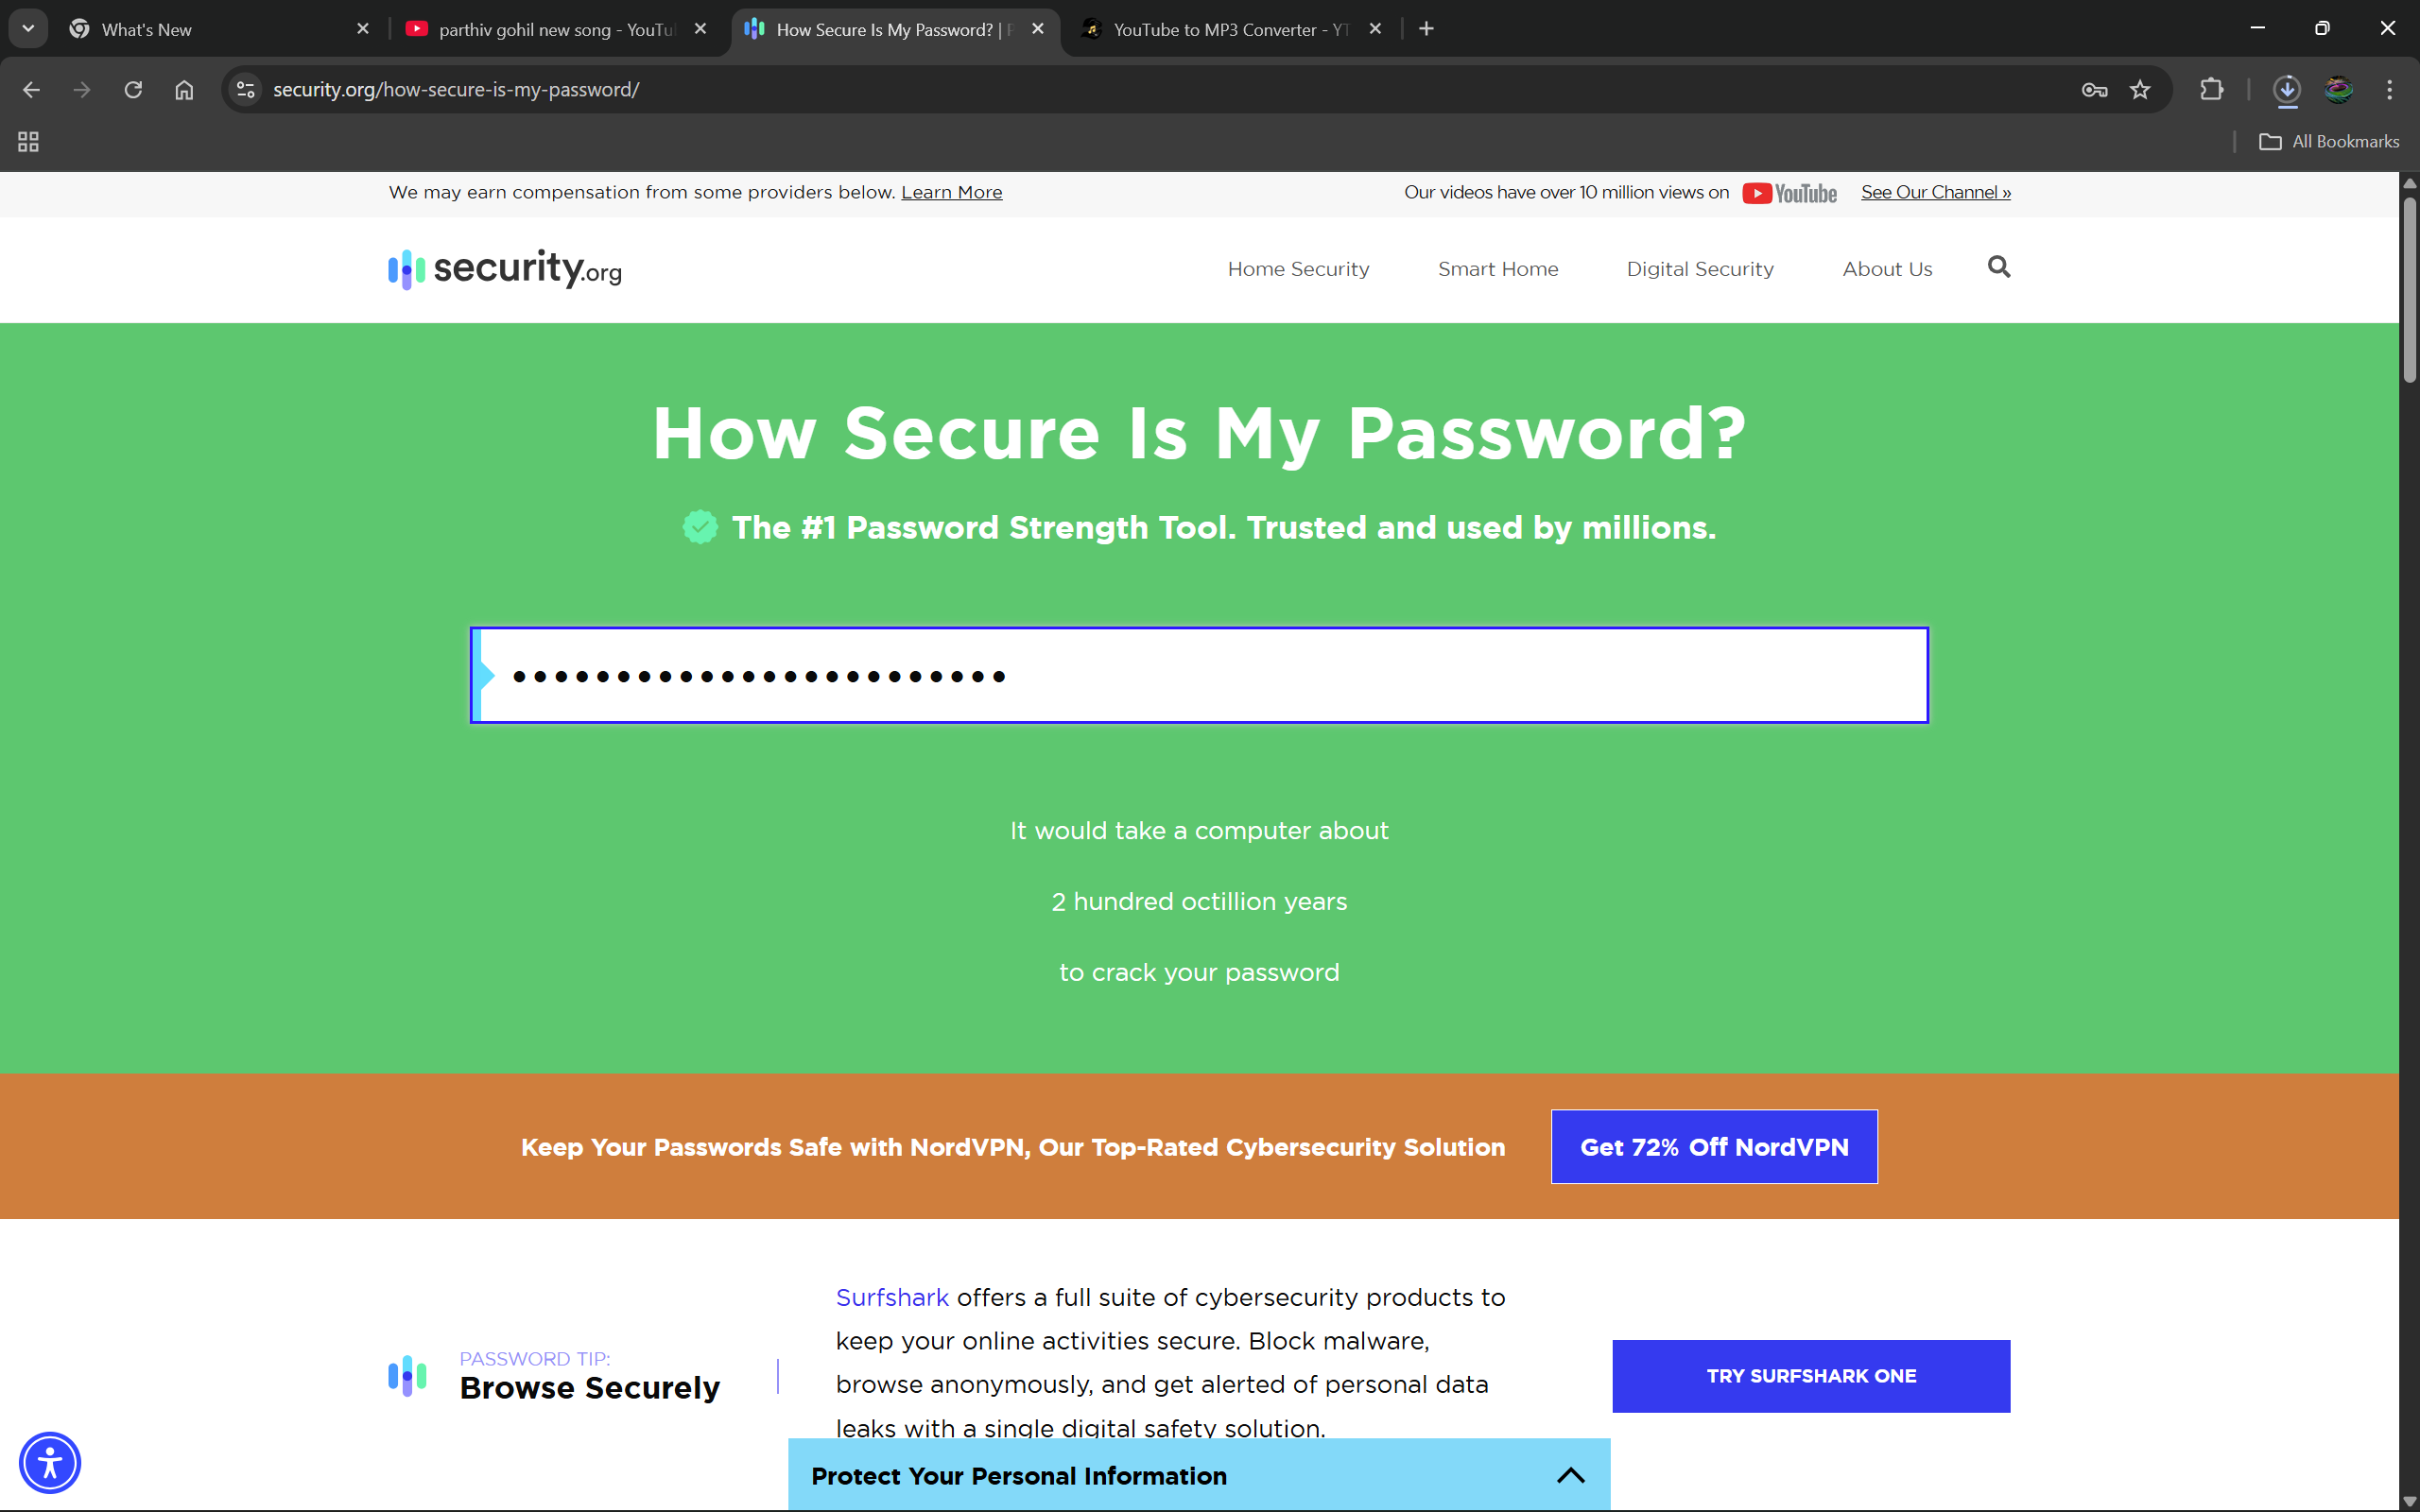 What's New
parthiv gohil new song - YouTu
How Secure Is My Password? | P
YouTube to MP3 Converter - YT
security.org/how-secure-is-my-password/
All Bookmarks
We may earn compensation from some providers below. Learn More
Our videos have over 10 million views on YouTube See Our Channel »
security.org
Home Security
Smart Home
Digital Security
About Us
How Secure Is My Password?
The #1 Password Strength Tool. Trusted and used by millions.
It would take a computer about
2 hundred octillion years
to crack your password
Keep Your Passwords Safe with NordVPN, Our Top-Rated Cybersecurity Solution
Get 72% Off NordVPN
PASSWORD TIP:
Browse Securely
Surfshark offers a full suite of cybersecurity products to
keep your online activities secure. Block malware,
browse anonymously, and get alerted of personal data
leaks with a single digital safety solution.
TRY SURFSHARK ONE
Protect Your Personal Information